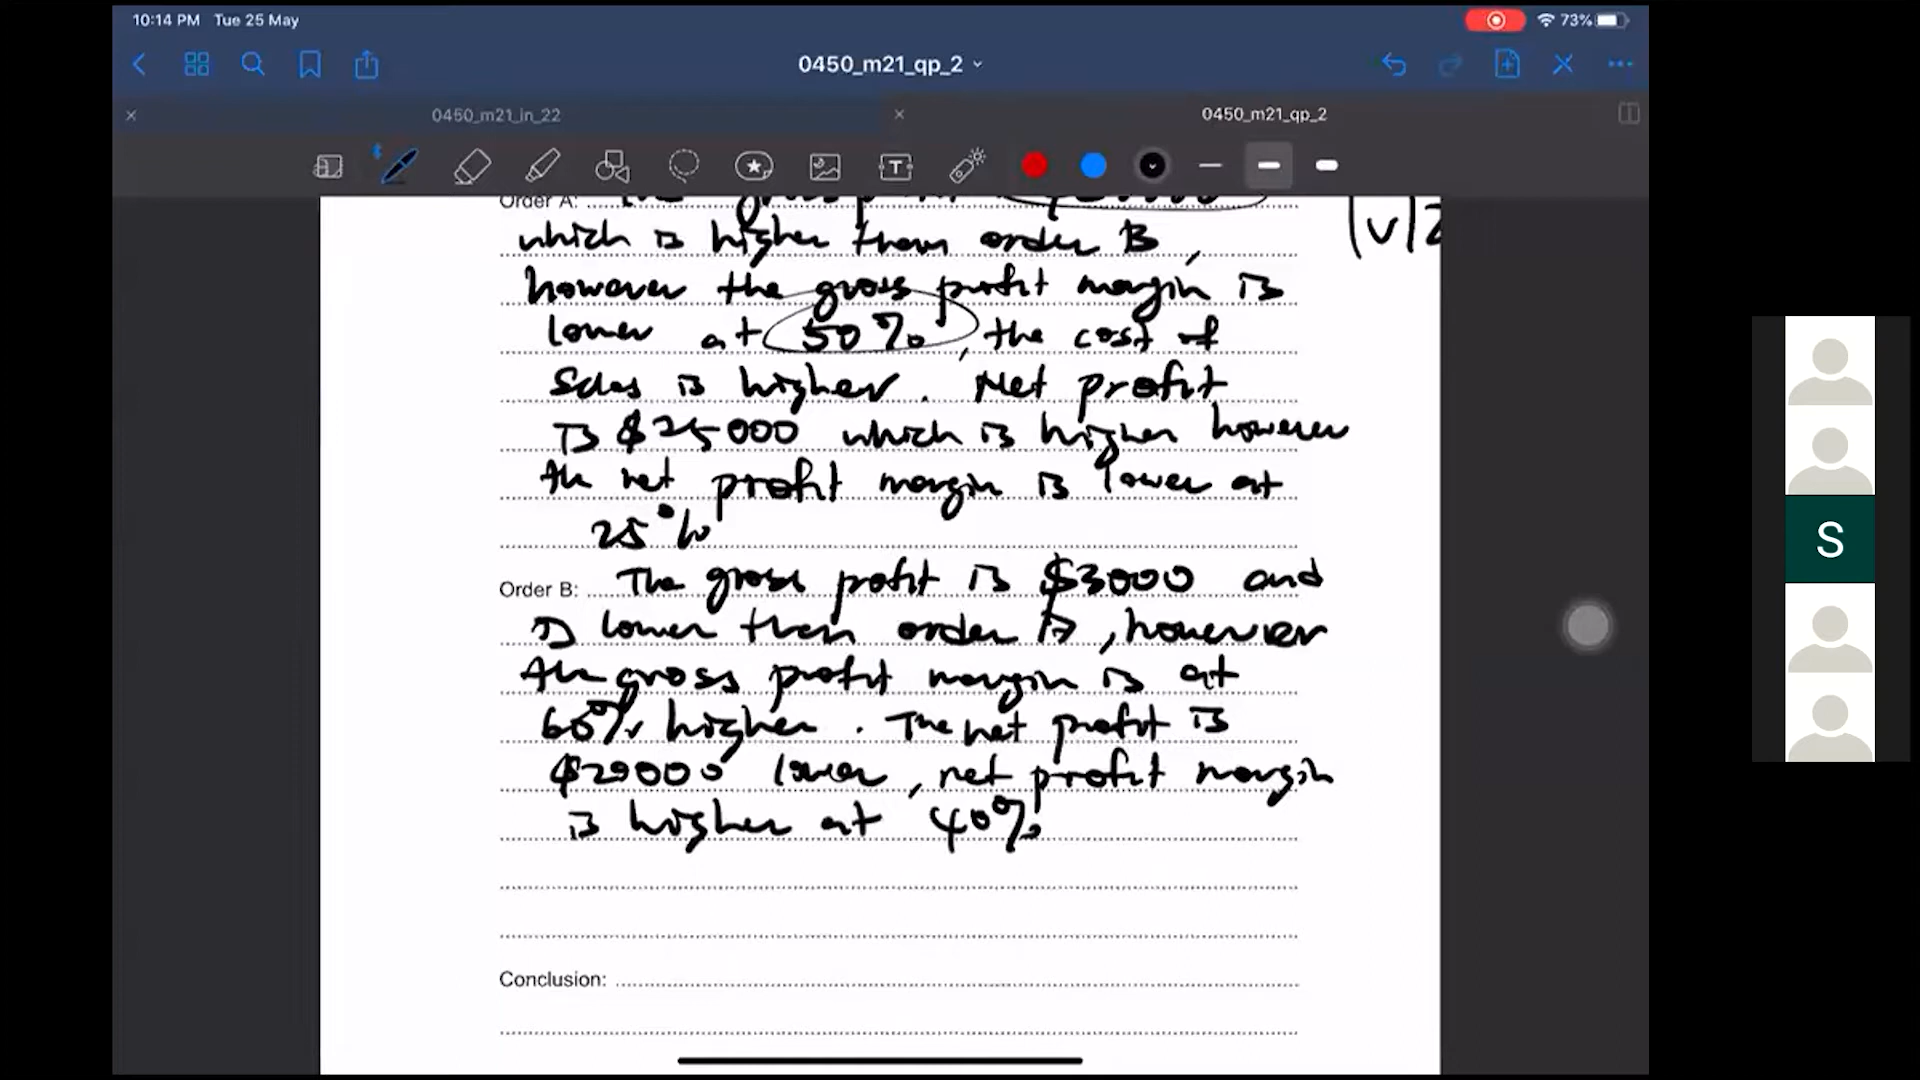 10:14 PM Tue 25 May
73%
0450_m21_qp_2
0450_m21_in_22
0450_m21_qp_2
T
Order A:
which is higher than order B,
however the gross profit margin is
lower at 50%, the cost of
Sales is higher. Net profit
is $25000 which is higher however
the net profit margin is lower at
25%
Order B: The gross profit is $3000 and
is lower than order A, however
the gross profit margin is at
60% higher. The net profit is
$20000 lower, net profit margin
is higher at 40%
Conclusion:
S